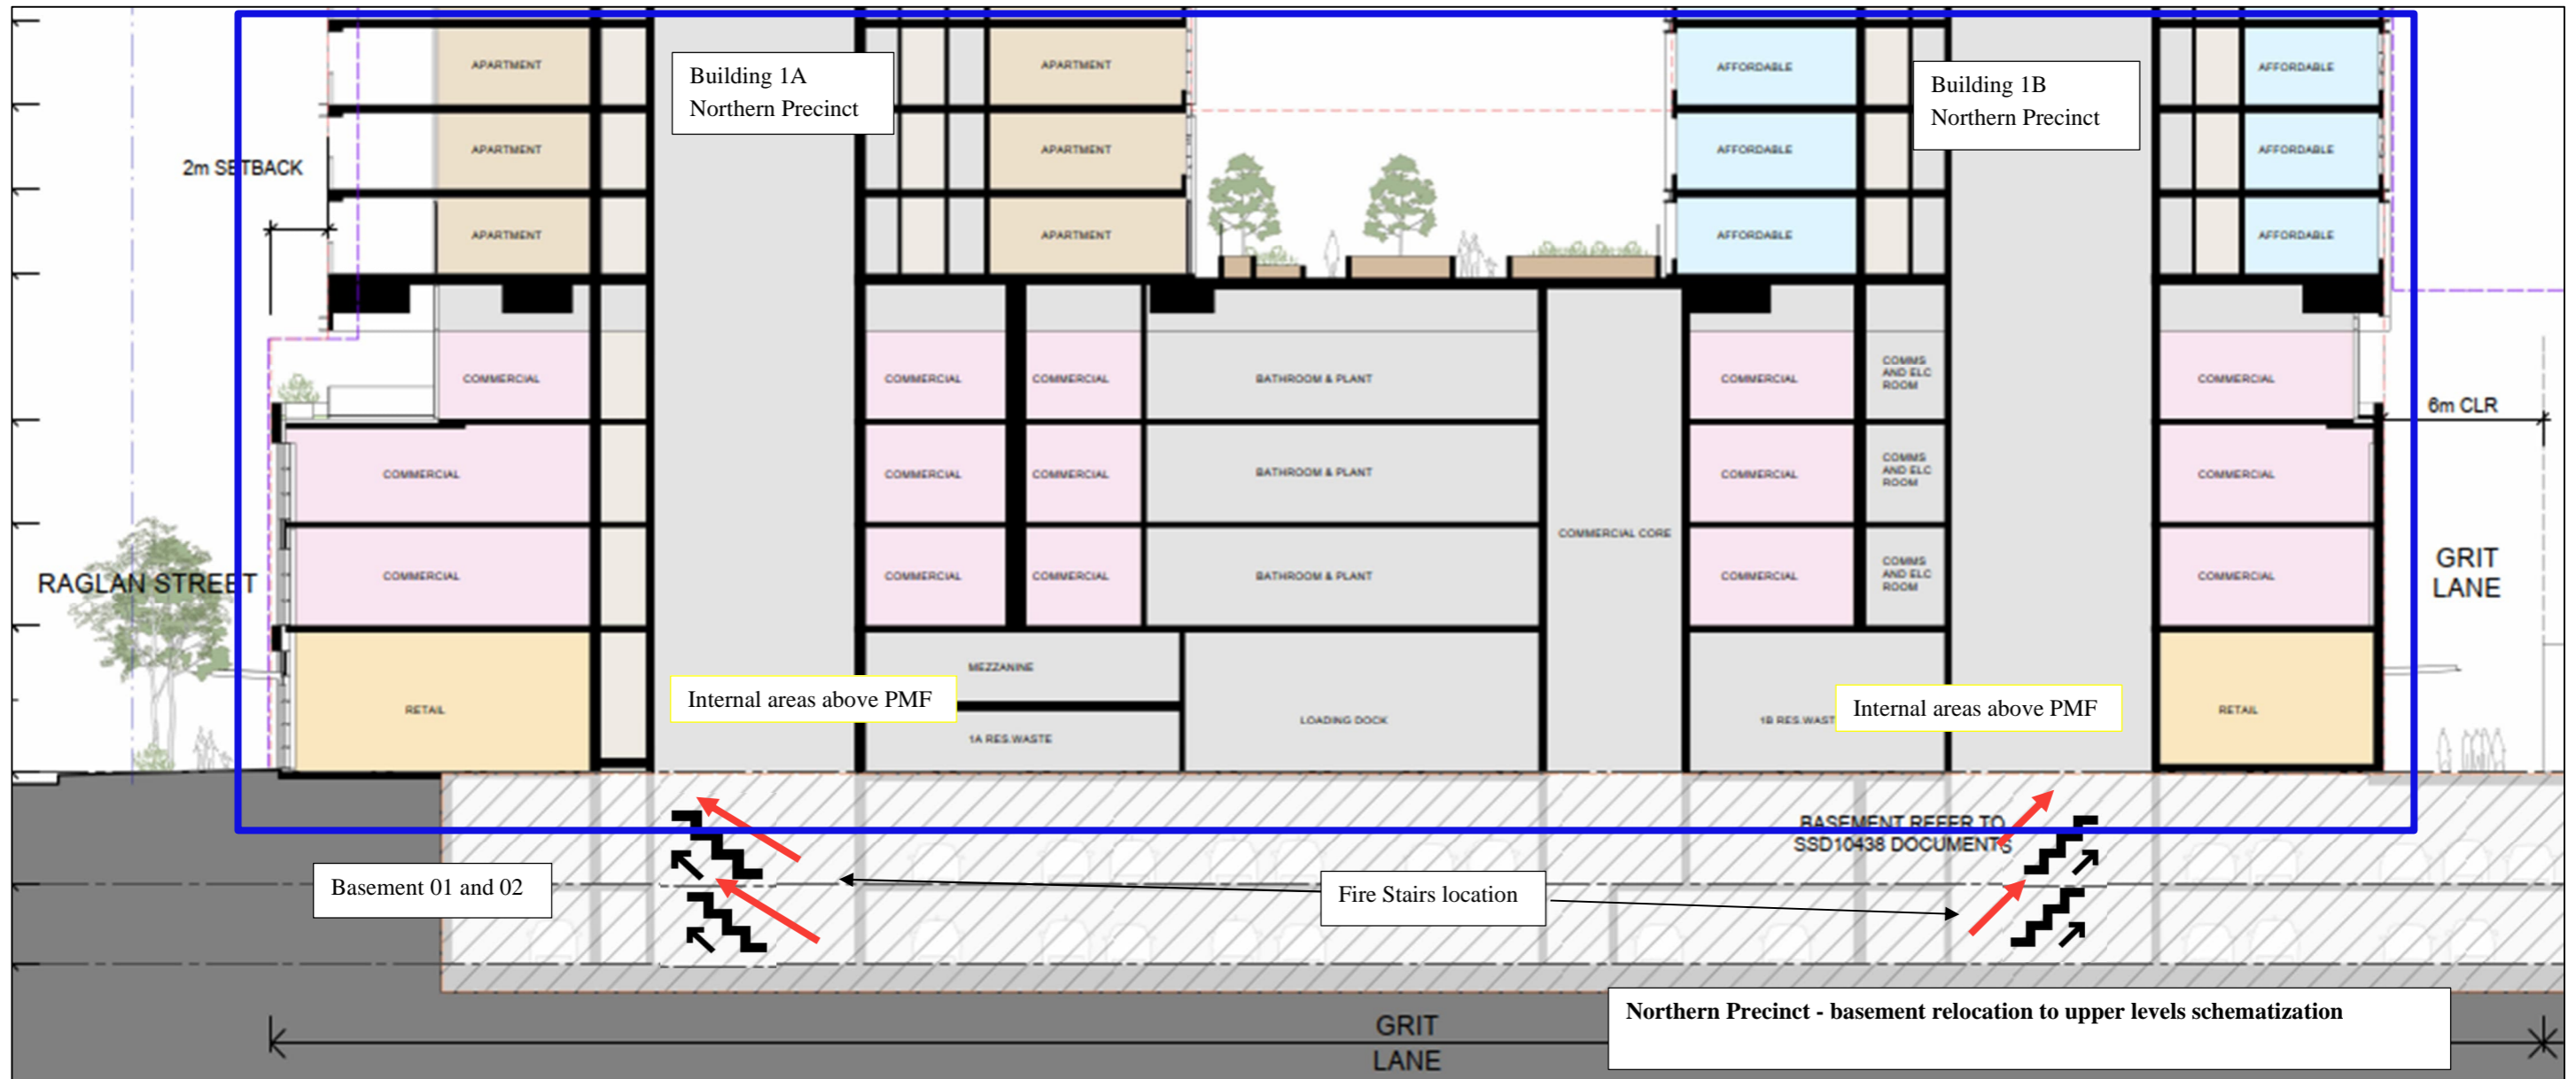 APARTMENT
APARTMENT
AFFORDABLE
AFFORDABLE
Building 1A
Northern Precinct
Building 1B
Northern Precinct
APARTMENT
APARTMENT
AFFORDABLE
AFFORDABLE
2m SETBACK
APARTMENT
APARTMENT
AFFORDABLE
AFFORDABLE
COMMERCIAL
COMMERCIAL
COMMERCIAL
BATHROOM & PLANT
COMMERCIAL
COMMS
AND ELC
ROOM
COMMERCIAL
6m CLR
COMMERCIAL
COMMERCIAL
COMMERCIAL
BATHROOM & PLANT
COMMERCIAL
COMMS
AND ELC
ROOM
COMMERCIAL
COMMERCIAL CORE
RAGLAN STREET
COMMERCIAL
COMMERCIAL
COMMERCIAL
BATHROOM & PLANT
COMMERCIAL
COMMS
AND ELC
ROOM
COMMERCIAL
GRIT
LANE
MEZZANINE
RETAIL
Internal areas above PMF
1A RES.WASTE
LOADING DOCK
1B RES.WAST
Internal areas above PMF
RETAIL
BASEMENT REFER TO
SSD10438 DOCUMENTS
Basement 01 and 02
Fire Stairs location
Northern Precinct - basement relocation to upper levels schematization
GRIT
LANE